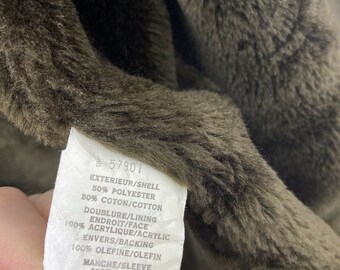 57901
EXTERIEUR/SHELL
50% POLYESTER
50% COTON/COTTON
DOUBLURE/LINING
ENDROIT/FACE
100% ACRYLIQUE/ACRYLIC
ENVERS/BACKING
100% OLEFINE/OLEFIN
MANCHE/SLEEVE